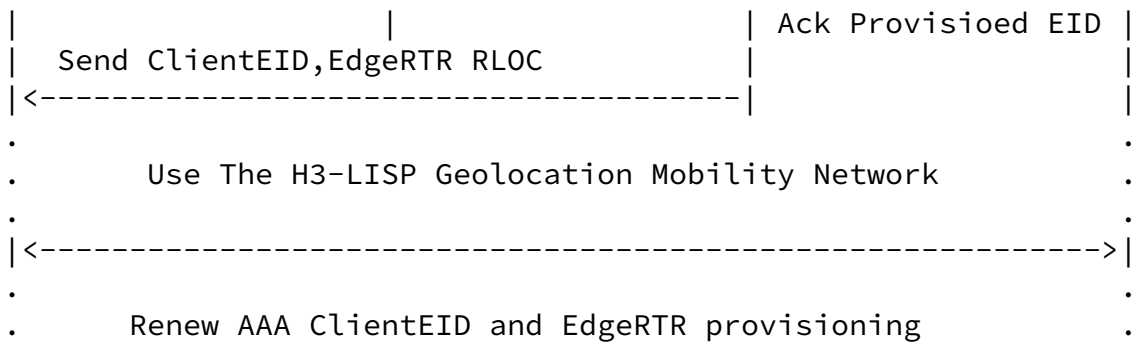 |                    |                   | Ack Provisioed EID |
|  Send ClientEID,EdgeRTR RLOC           |                    |
|<---------------------------------------|                    |
.                                                             .
.       Use The H3-LISP Geolocation Mobility Network          .
.                                                             .
|<----------------------------------------------------------->|
.                                                             .
.      Renew AAA ClientEID and EdgeRTR provisioning           .